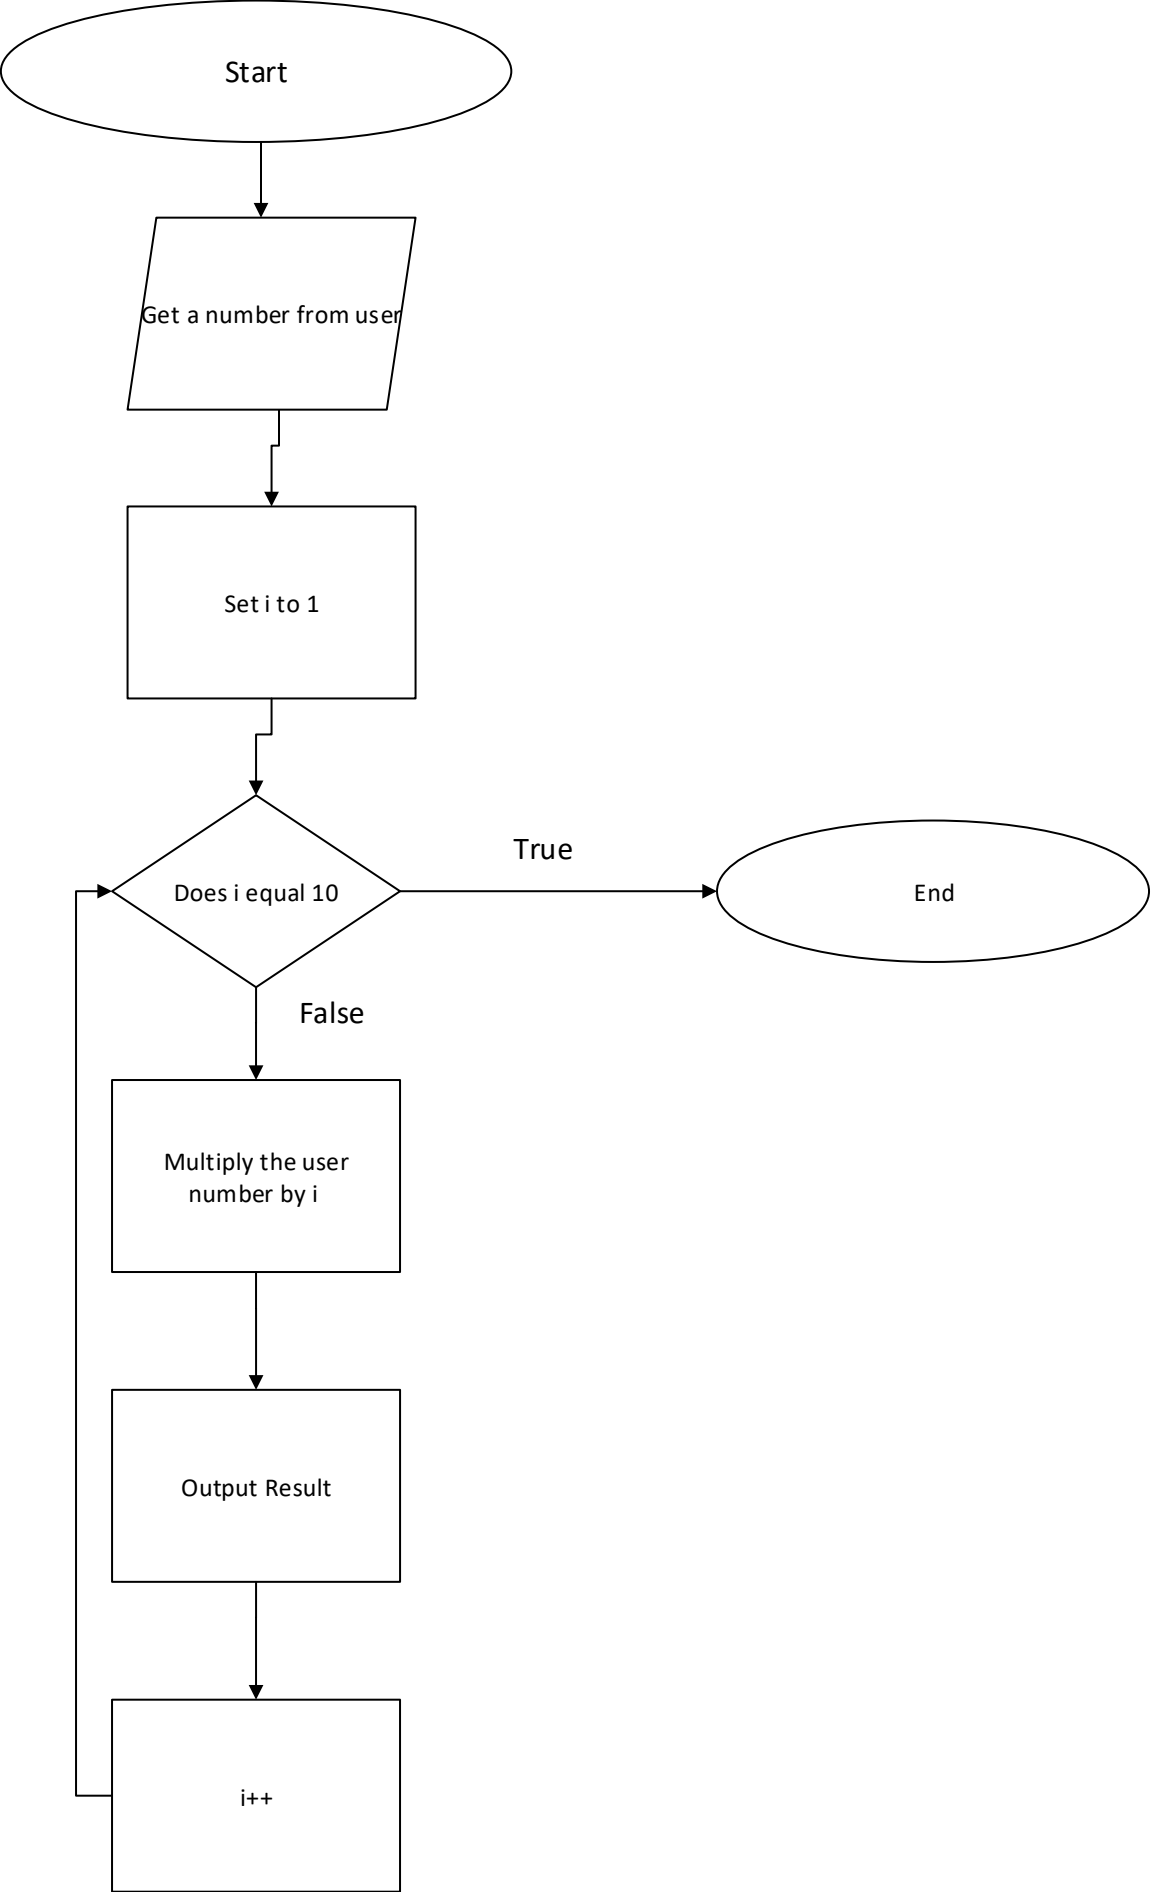 Start
Get a number from user
Set i to 1
Does i equal 10
True
End
False
Multiply the user
number by i
Output Result
i++